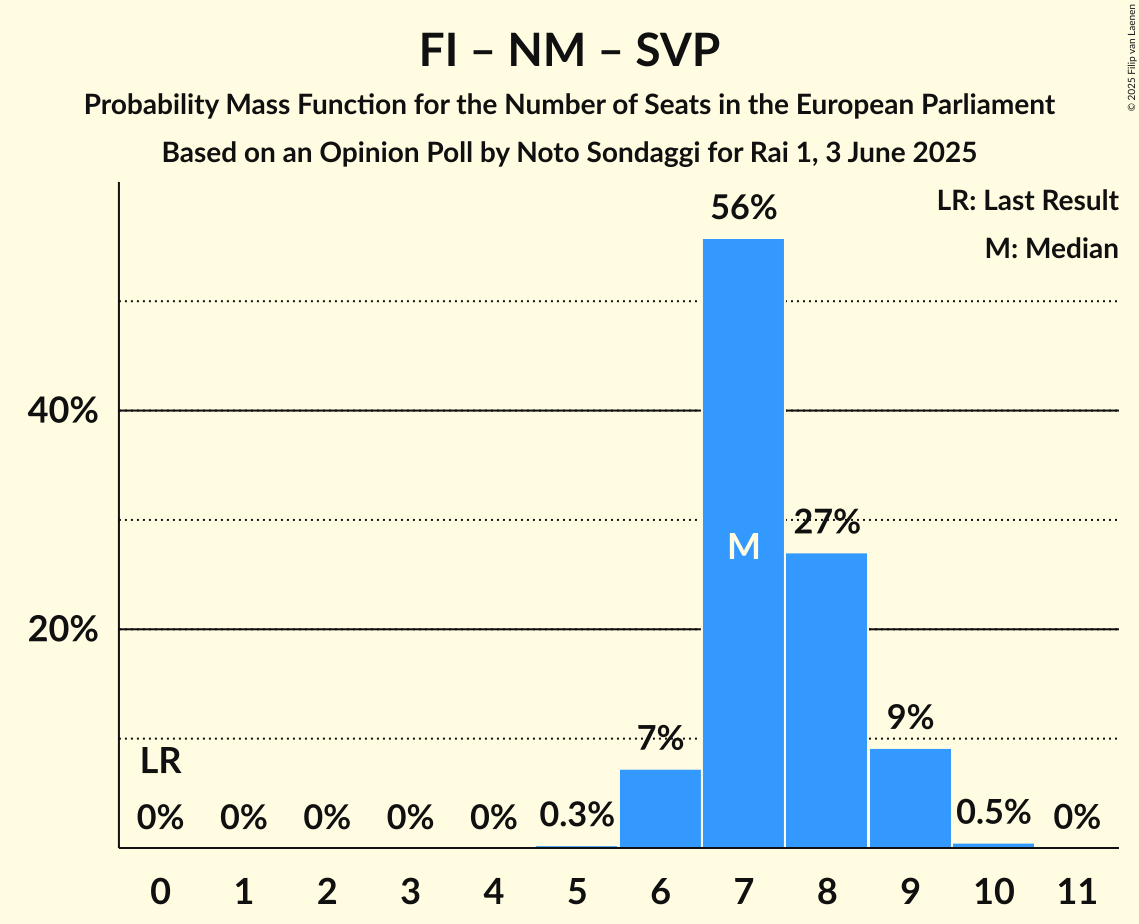 FI – NM – SVP
Probability Mass Function for the Number of Seats in the European Parliament
Based on an Opinion Poll by Noto Sondaggi for Rai 1, 3 June 2025
© 2025 Filip van Laenen
LR: Last Result
M: Median
40%
20%
LR
0%
0%
0%
0%
0%
0.3%
7%
56%
M
27%
9%
0.5%
0%
0 1 2 3 4 5 6 7 8 9 10 11